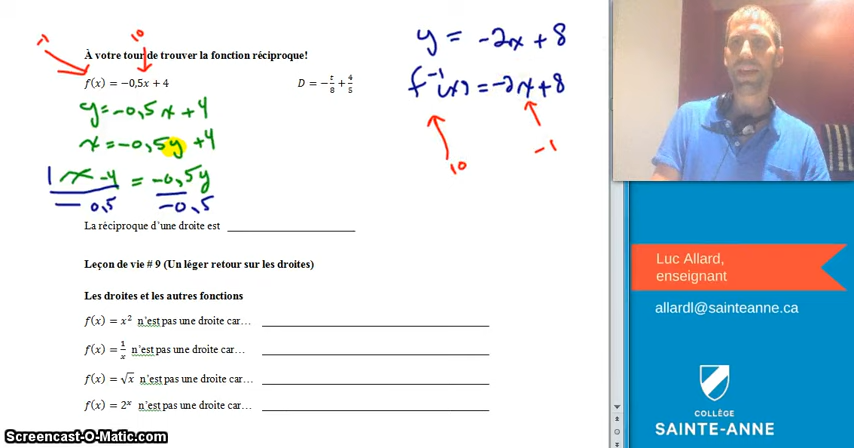 À votre tour de trouver la fonction réciproque!
-1
10
f(x) = −0,5x + 4
D = −t/8 + 4/5
y = -0,5x + 4
x = -0,5y + 4
1x - 4 = -0,5y
-0,5 -0,5
y = -2x + 8
f⁻¹(x) = -2x + 8
10
-1
La réciproque d'une droite est
Leçon de vie # 9 (Un léger retour sur les droites)
Les droites et les autres fonctions
f(x) = x² n'est pas une droite car…
f(x) = 1/x n'est pas une droite car…
f(x) = √x n'est pas une droite car…
f(x) = 2ˣ n'est pas une droite car…
Luc Allard,
enseignant
allardl@sainteanne.ca
COLLÈGE
SAINTE-ANNE
Screencast-O-Matic.com